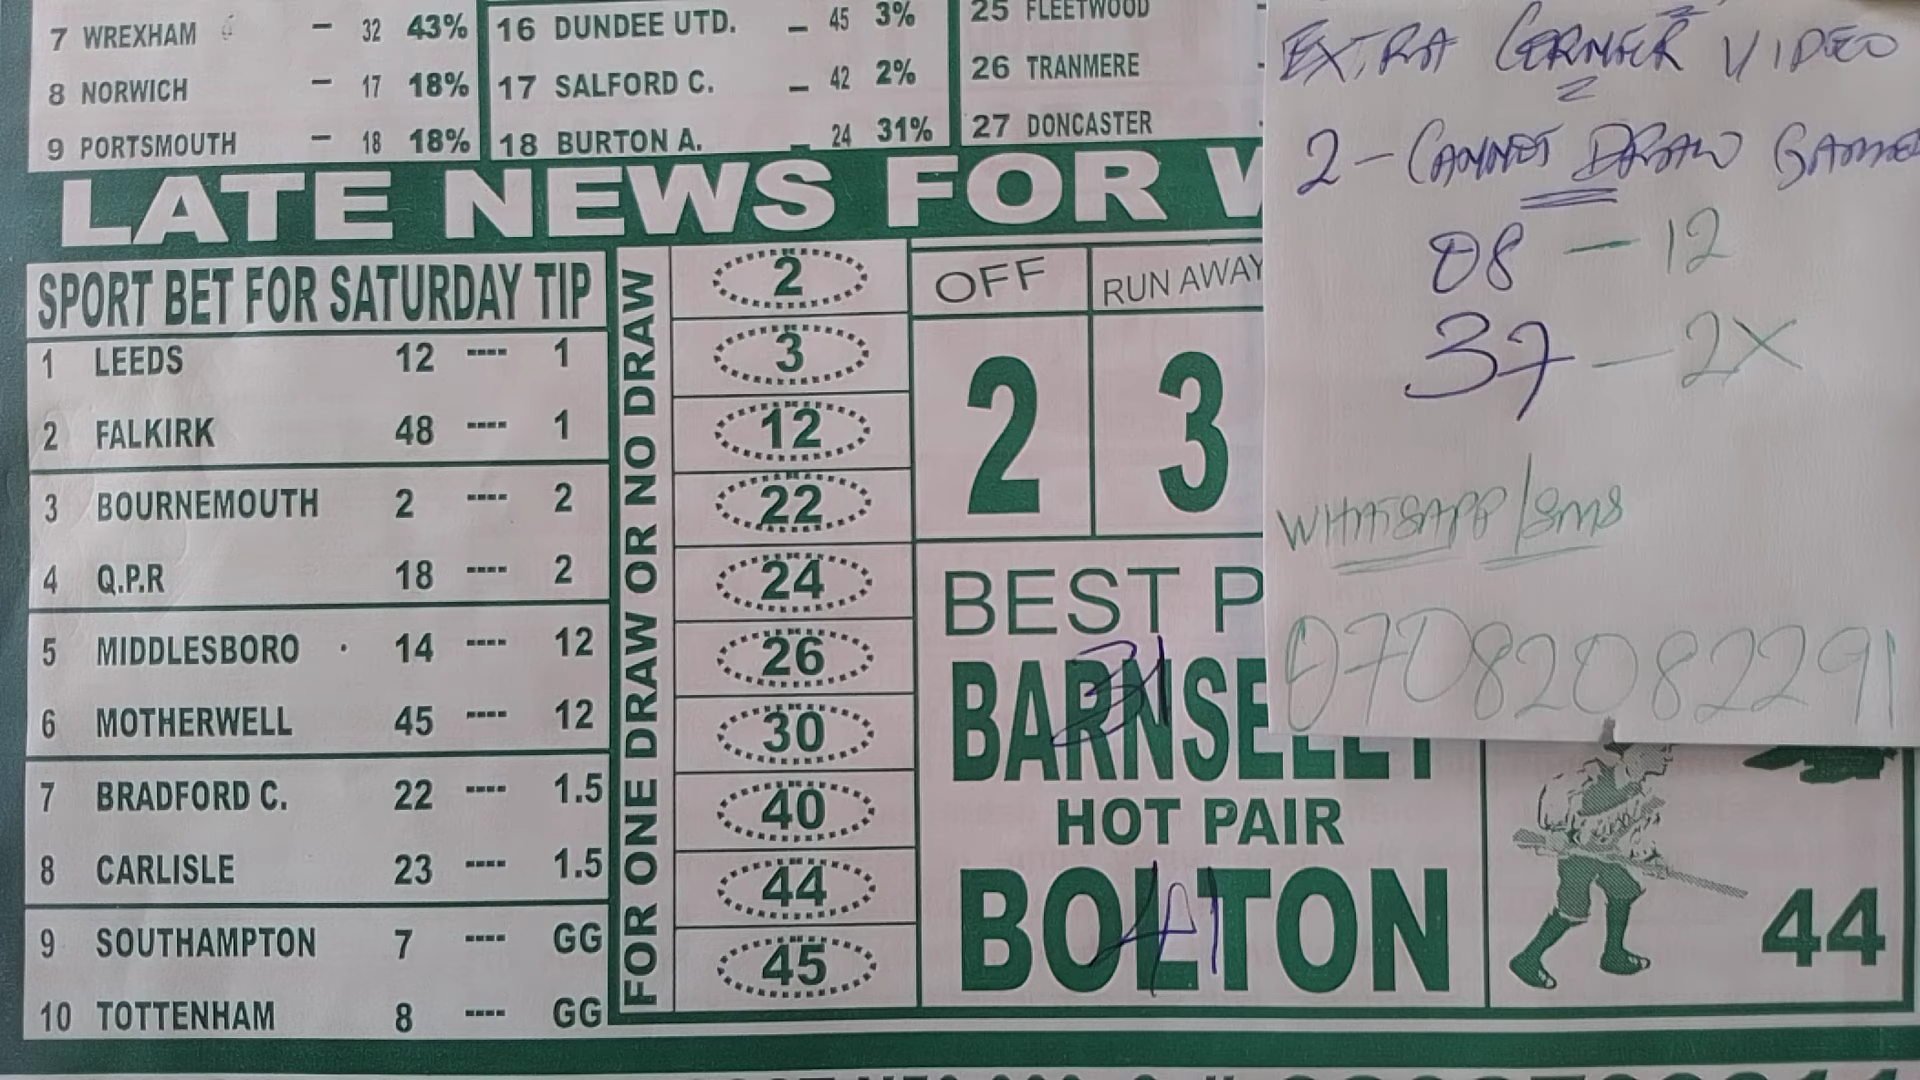 7 WREXHAM – 32 43%
8 NORWICH – 17 18%
9 PORTSMOUTH – 18 18%
16 DUNDEE UTD. – 45 3%
17 SALFORD C. – 42 2%
18 BURTON A. - 24 31%
25 FLEETWOOD
26 TRANMERE
27 DONCASTER
LATE NEWS FOR
SPORT BET FOR SATURDAY TIP
1 LEEDS 12 ---- 1
2 FALKIRK 48 ---- 1
3 BOURNEMOUTH 2 ---- 2
4 Q.P.R 18 ---- 2
5 MIDDLESBORO 14 ---- 12
6 MOTHERWELL 45 ---- 12
7 BRADFORD C. 22 ---- 1.5
8 CARLISLE 23 ---- 1.5
9 SOUTHAMPTON 7 ---- GG
10 TOTTENHAM 8 ---- GG
FOR ONE DRAW OR NO DRAW
2
3
12
22
24
26
30
40
44
45
OFF
2
RUN AWAY
3
BEST P
BARNSELEY
31
HOT PAIR
BOLTON
41
44
EXTRA CORNER VIDEO
2 - CANNOT DRAW GAMES
08 — 12
37 — 2X
WHATSAPP/SMS
07082082291